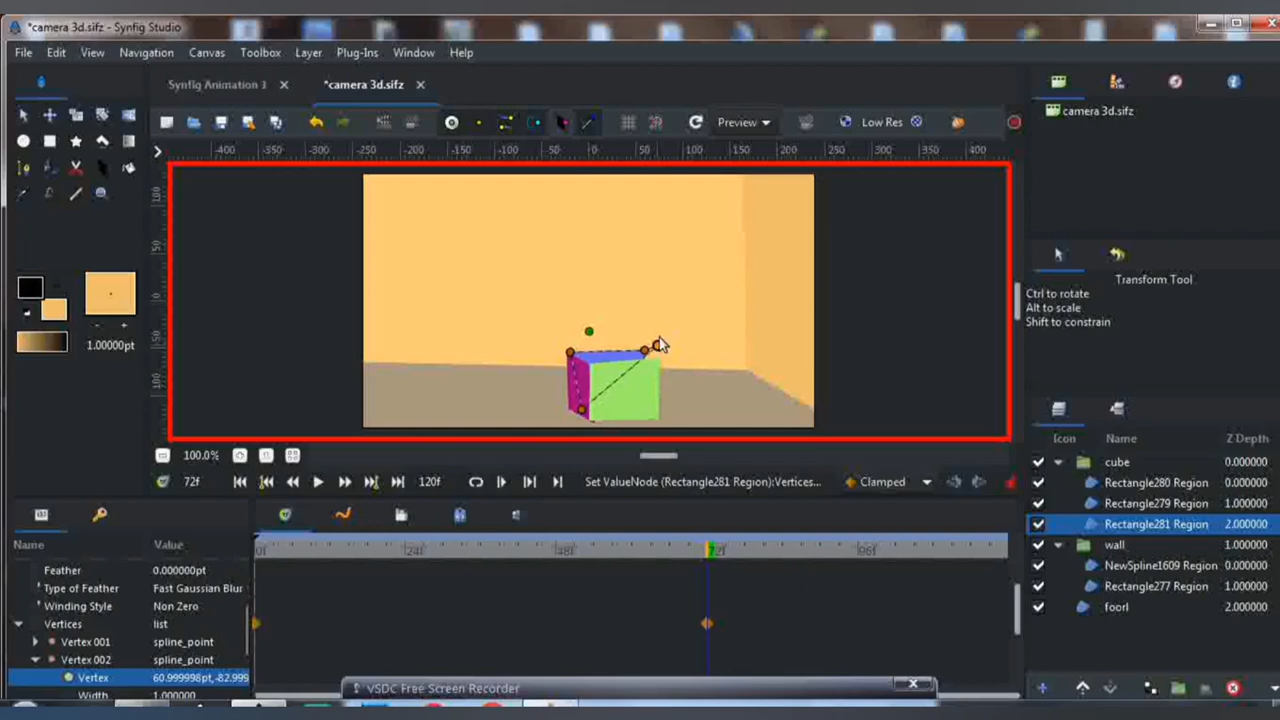 *camera 3d.sifz - Synfig Studio
File Edit View Navigation Canvas Toolbox Layer Plug-Ins Window Help
Synfig Animation 1 *camera 3d.sifz
Preview Low Res
-400 -350 -300 -250 -200 -150 -100 -50 0 50 100 150 200 250 300 350 400
camera 3d.sifz
Transform Tool
Ctrl to rotate
Alt to scale
Shift to constrain
1.00000pt
100.0%
72f 120f Set ValueNode (Rectangle281 Region):Vertices... Clamped
Icon Name Z Depth
cube 0.000000
Rectangle280 Region 0.000000
Rectangle279 Region 1.000000
Rectangle281 Region 2.000000
wall 1.000000
NewSpline1609 Region 0.000000
Rectangle277 Region 1.000000
foorl 2.000000
Name Value
0f 24f 48f 72f 96f
Feather 0.000000pt
Type of Feather Fast Gaussian Blur
Winding Style Non Zero
Vertices list
Vertex 001 spline_point
Vertex 002 spline_point
Vertex 60.999998pt,-82.999
Width 1.000000
VSDC Free Screen Recorder